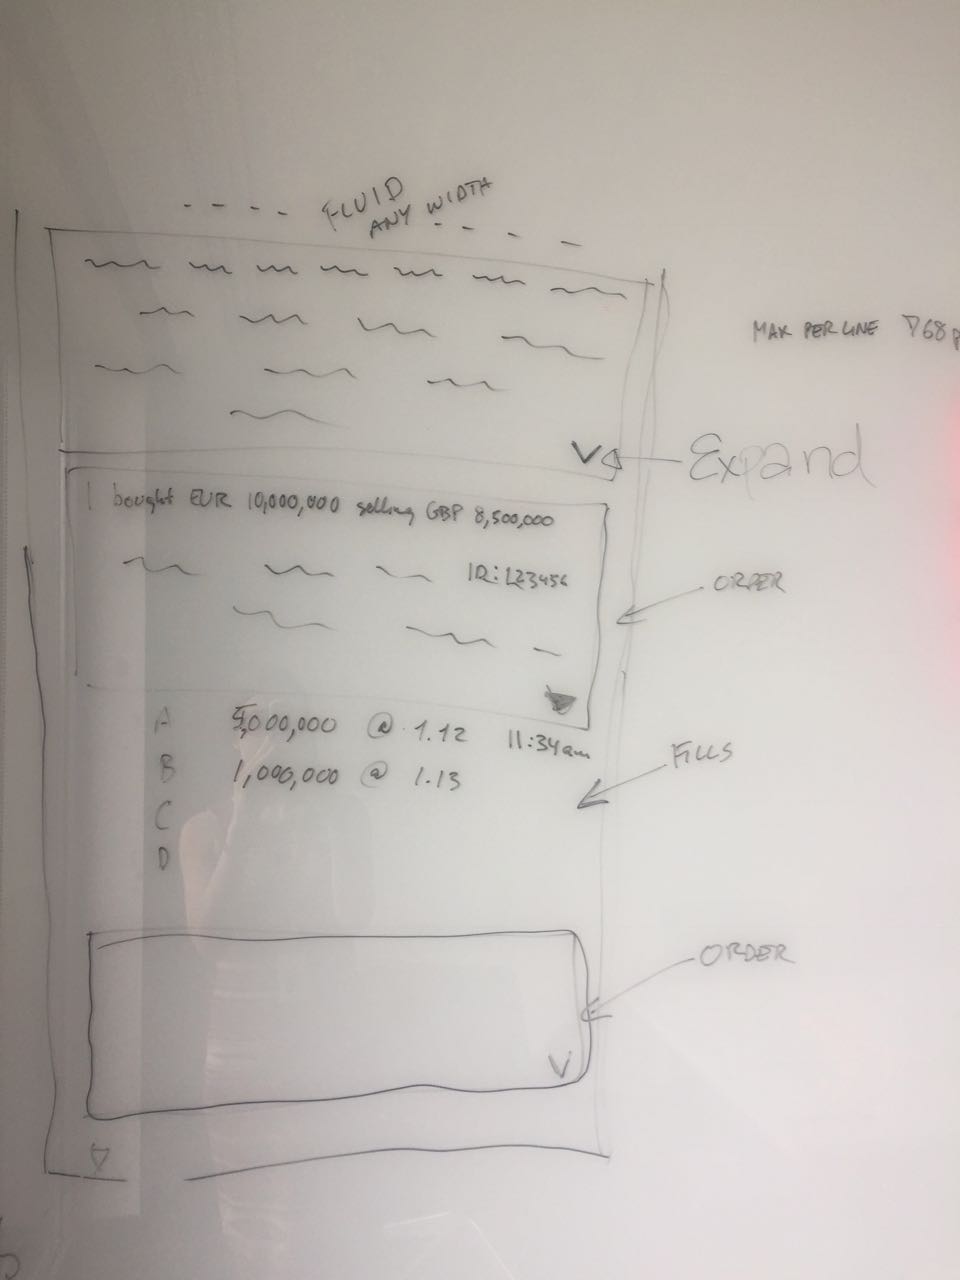 FLUID
ANY WIDTH
MAX PER LINE 768p
Expand
I bought EUR 10,000,000 selling GBP 8,500,000
ID:123456
ORDER
A 5,000,000 @ 1.12 11:34am
FILLS
B 1,000,000 @ 1.13
C
D
ORDER